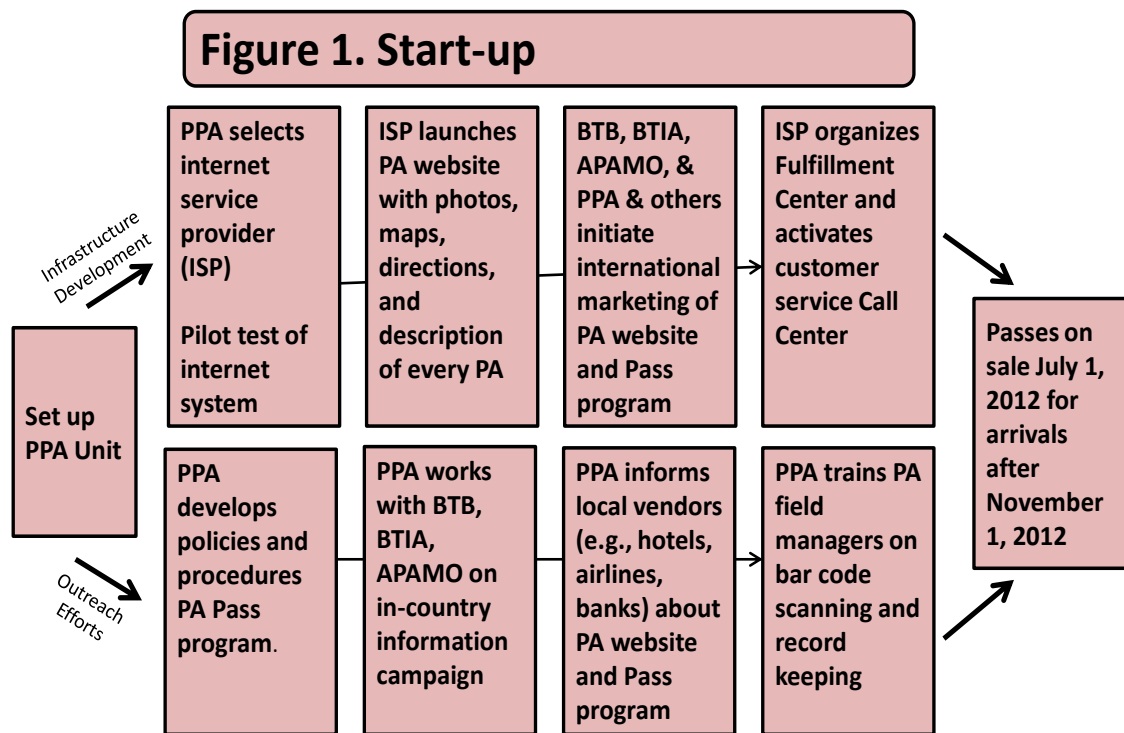 Figure 1. Start-up
Set up
PPA Unit
Infrastructure
Development
PPA selects
internet
service
provider
(ISP)
Pilot test of
internet
system
ISP launches
PA website
with photos,
maps,
directions,
and
description
of every PA
BTB, BTIA,
APAMO, &
PPA & others
initiate
international
marketing of
PA website
and Pass
program
ISP organizes
Fulfillment
Center and
activates
customer
service Call
Center
Outreach
Efforts
PPA
develops
policies and
procedures
PA Pass
program.
PPA works
with BTB,
BTIA,
APAMO on
in-country
information
campaign
PPA informs
local vendors
(e.g., hotels,
airlines,
banks) about
PA website
and Pass
program
PPA trains PA
field
managers on
bar code
scanning and
record
keeping
Passes on
sale July 1,
2012 for
arrivals
after
November
1, 2012